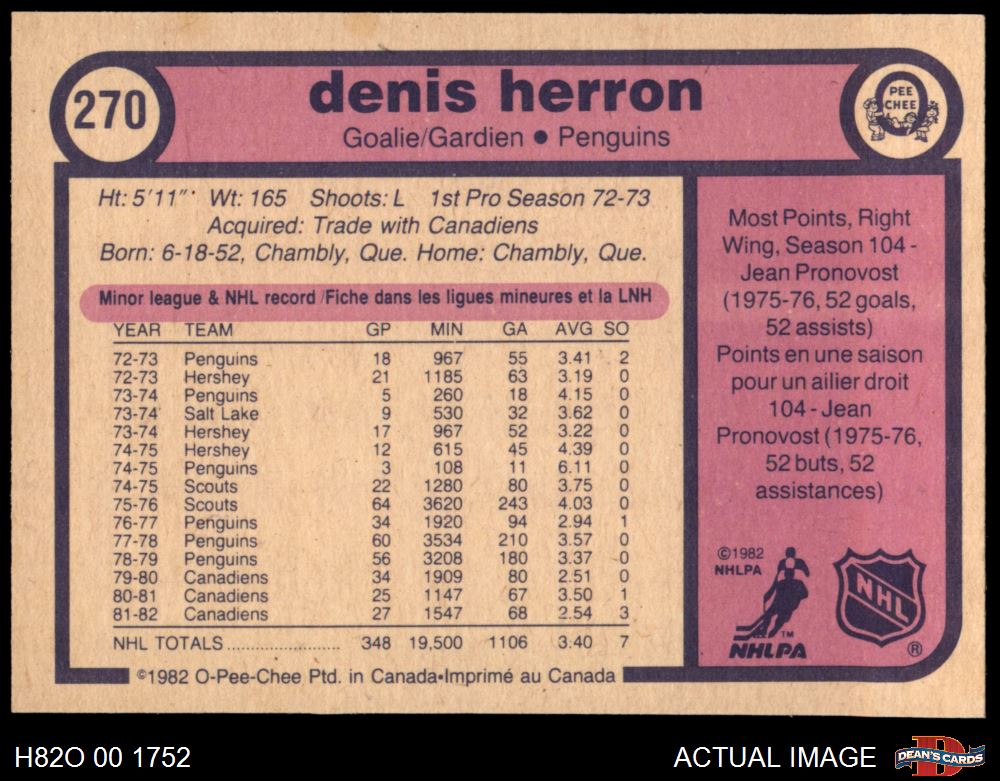 270
denis herron
Goalie/Gardien ● Penguins
O
PEE
CHEE
Ht: 5'11" Wt: 165 Shoots: L 1st Pro Season 72-73
Acquired: Trade with Canadiens
Born: 6-18-52, Chambly, Que. Home: Chambly, Que.
Minor league & NHL record /Fiche dans les ligues mineures et la LNH
YEAR TEAM GP MIN GA AVG SO
72-73 Penguins 18 967 55 3.41 2
72-73 Hershey 21 1185 63 3.19 0
73-74 Penguins 5 260 18 4.15 0
73-74 Salt Lake 9 530 32 3.62 0
73-74 Hershey 17 967 52 3.22 0
74-75 Hershey 12 615 45 4.39 0
74-75 Penguins 3 108 11 6.11 0
74-75 Scouts 22 1280 80 3.75 0
75-76 Scouts 64 3620 243 4.03 0
76-77 Penguins 34 1920 94 2.94 1
77-78 Penguins 60 3534 210 3.57 0
78-79 Penguins 56 3208 180 3.37 0
79-80 Canadiens 34 1909 80 2.51 0
80-81 Canadiens 25 1147 67 3.50 1
81-82 Canadiens 27 1547 68 2.54 3
NHL TOTALS ........................ 348 19,500 1106 3.40 7
©1982 O-Pee-Chee Ptd. in Canada•Imprimé au Canada
Most Points, Right
Wing, Season 104 -
Jean Pronovost
(1975-76, 52 goals,
52 assists)
Points en une saison
pour un ailier droit
104 - Jean
Pronovost (1975-76,
52 buts, 52
assistances)
©1982
NHLPA
TM
NHLPA
NHL
®
H82O 00 1752
ACTUAL IMAGE
D
DEAN'S CARDS